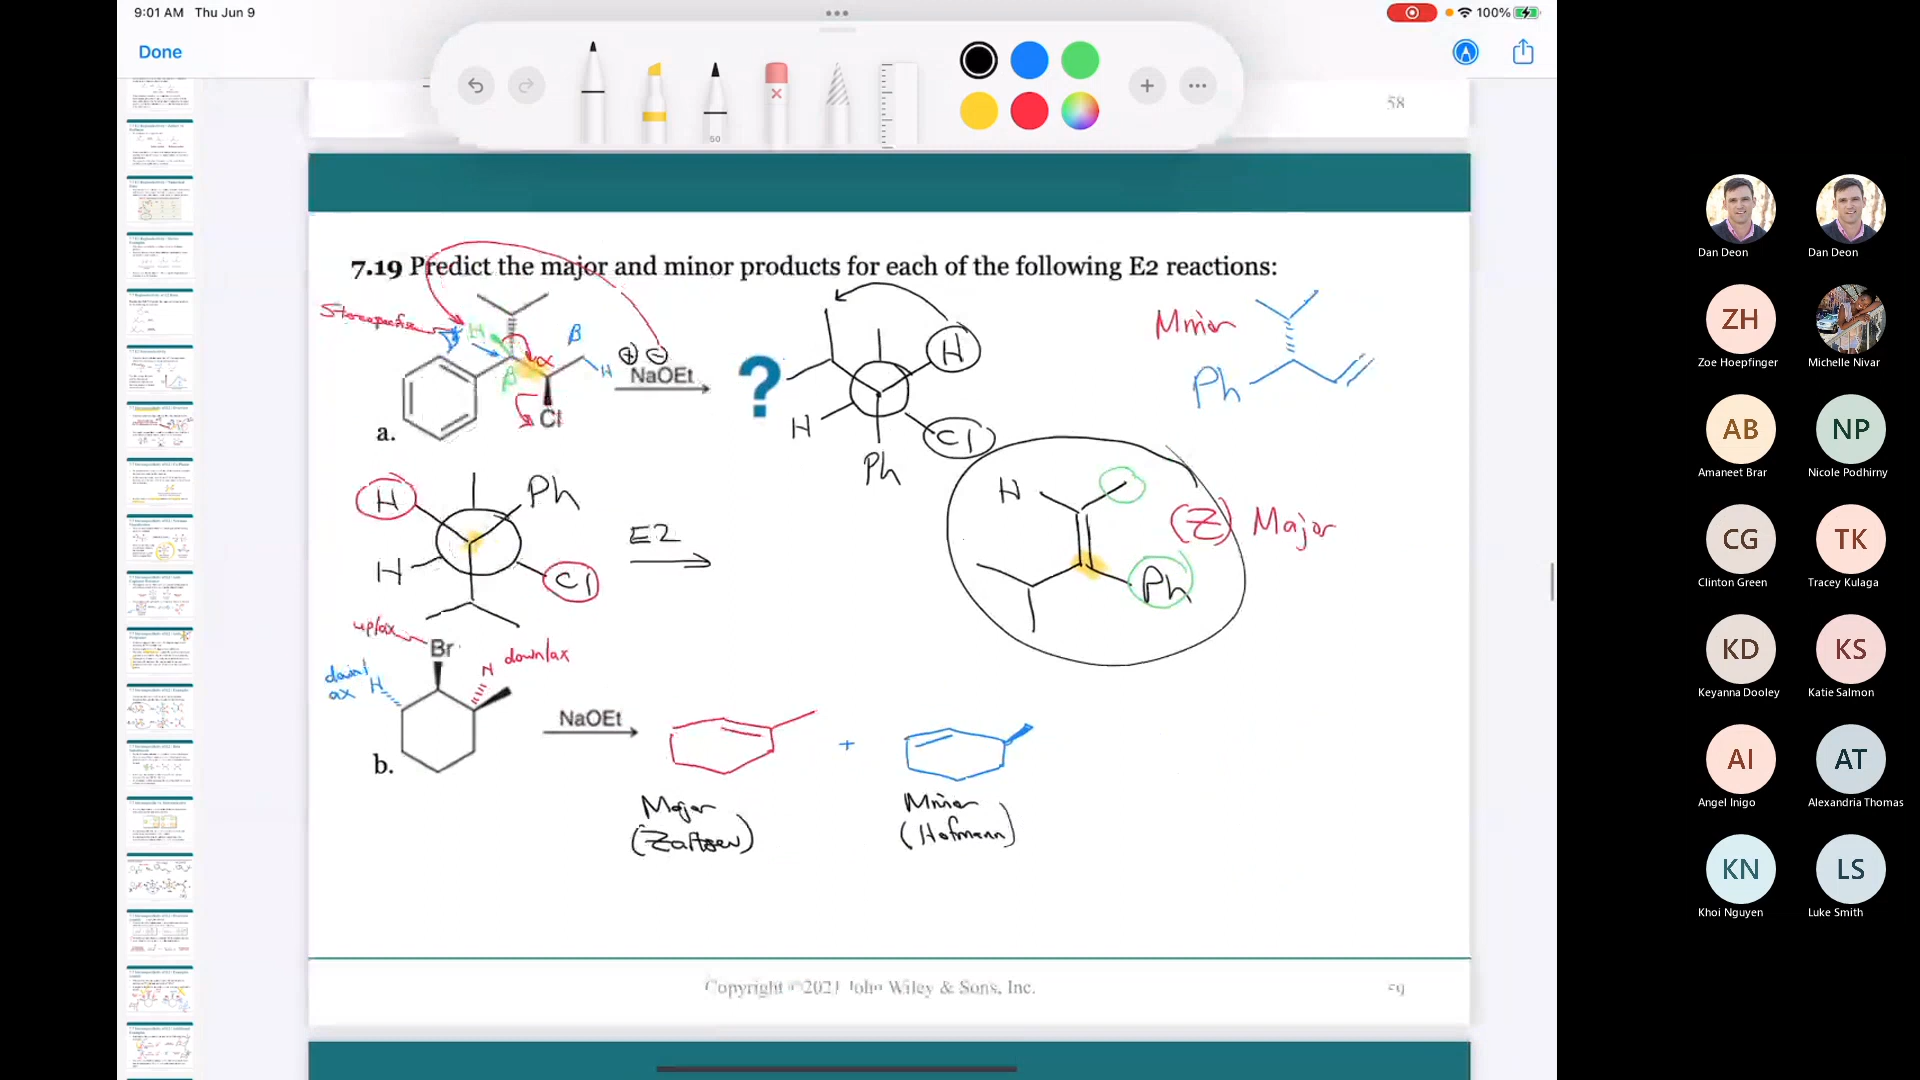 9:01 AM Thu Jun 9
100%
Done
50
58
7.19 Predict the major and minor products for each of the following E2 reactions:
Stereospecific
H
β
α
β
H
⊕ ⊖
NaOEt
Cl
a.
?
H
H
Cl
Ph
Minor
Ph
H
Ph
H
Cl
E2
H
Ph
(Z) Major
up/ax
Br
down/
ax
H
H
down/ax
NaOEt
b.
+
Major
(Zaitsev)
Minor
(Hofmann)
Copyright ©2021 John Wiley & Sons, Inc.
59
Dan Deon
Dan Deon
ZH
Zoe Hoepfinger
Michelle Nivar
AB
Amaneet Brar
NP
Nicole Podhirny
CG
Clinton Green
TK
Tracey Kulaga
KD
Keyanna Dooley
KS
Katie Salmon
AI
Angel Inigo
AT
Alexandria Thomas
KN
Khoi Nguyen
LS
Luke Smith